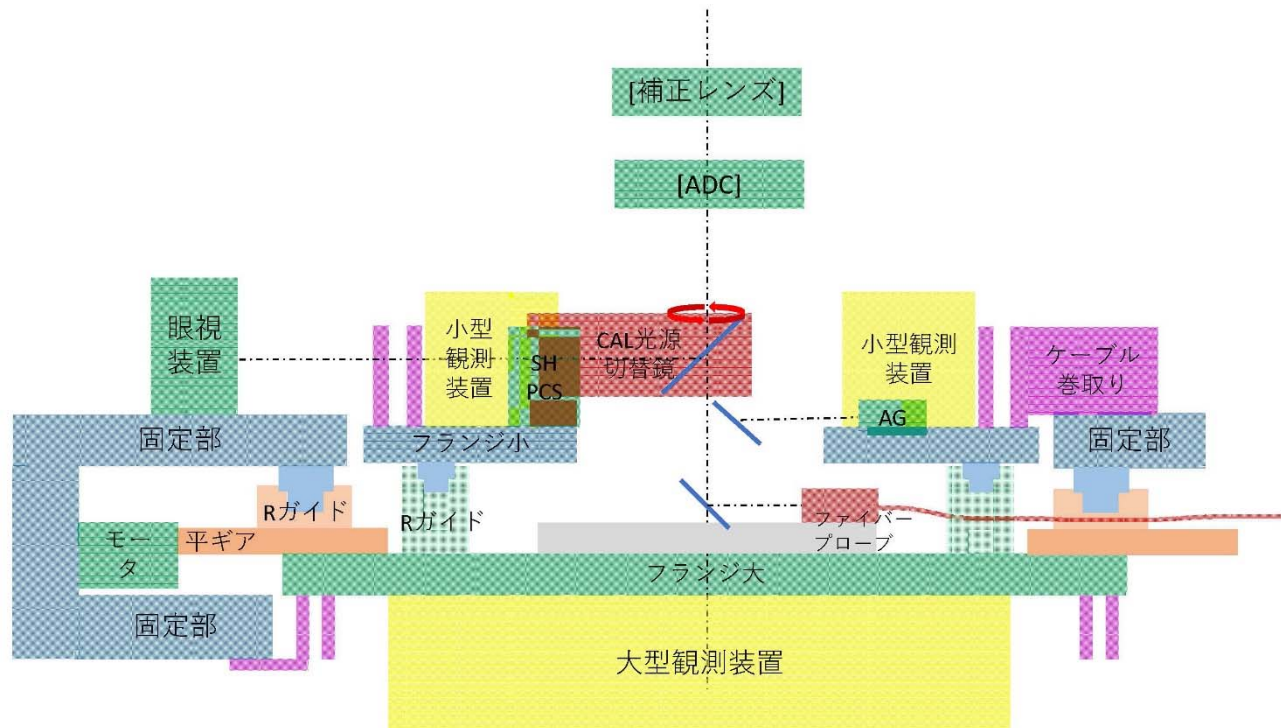 [補正レンズ]
[ADC]
眼視
装置
小型
観測
装置
SH
PCS
CAL光源
切替鏡
小型観測
装置
AG
ケーブル
巻取り
固定部
フランジ小
固定部
Rガイド
Rガイド
モー
タ
平ギア
ファイバー
プローブ
フランジ大
固定部
大型観測装置